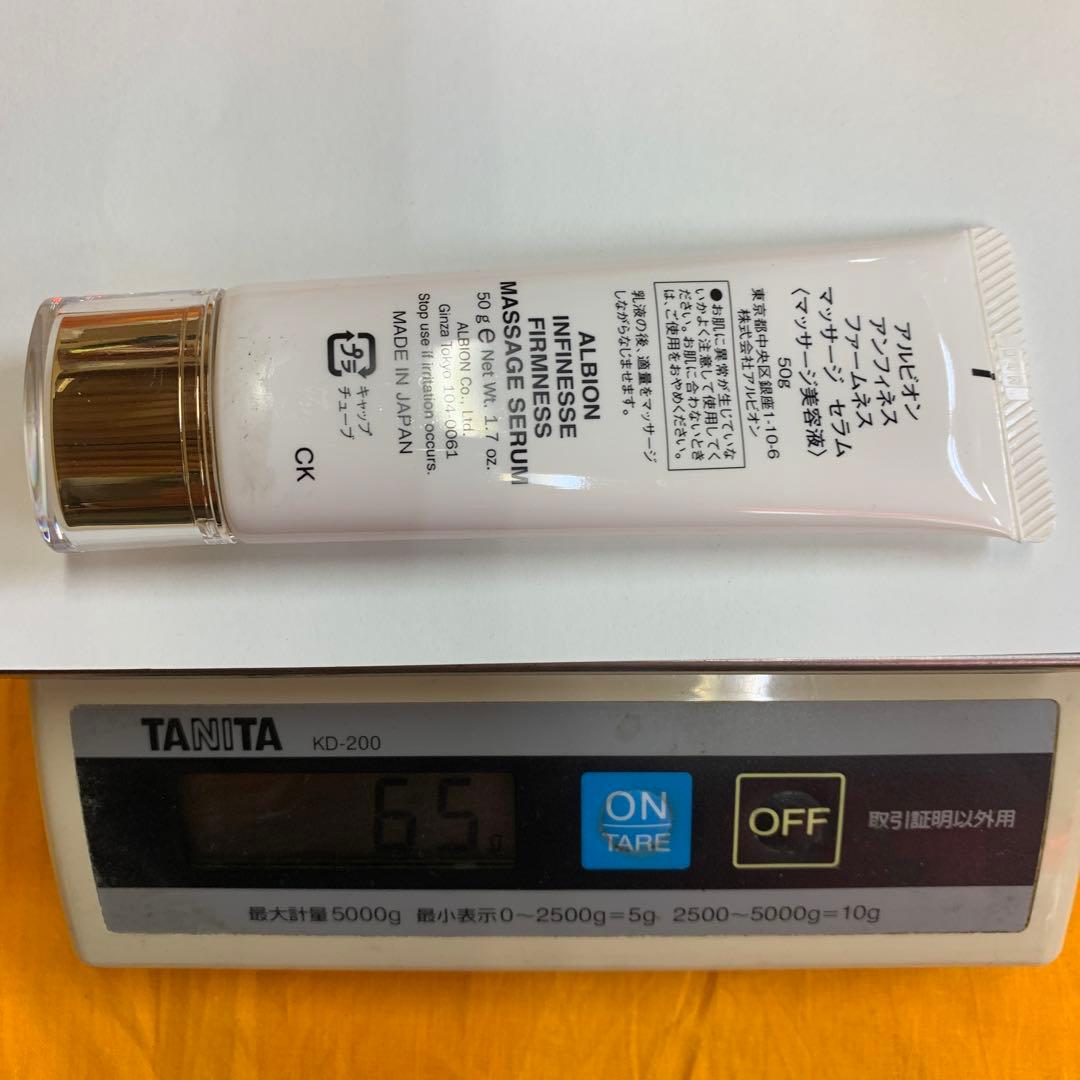 アルビオン
アンフィネス
ファームネス
マッサージ セラム
〈マッサージ美容液〉
50g
株式会社アルビオン
東京都中央区銀座1-10-6
●お肌に異常が生じていな
いかよく注意して使用してく
ださい。お肌に合わないとき
は、ご使用をおやめください。
乳液の後、適量をマッサージ
しながらなじませます。
ALBION
INFINESSE
FIRMNESS
MASSAGE SERUM
50 g ℮ Net Wt. 1.7 oz.
ALBION Co., Ltd.
Ginza Tokyo 104-0061
Stop use if irritation occurs.
MADE IN JAPAN
プラ
キャップ
チューブ
CK
TANITA KD-200
65g
ON
TARE
OFF
取引証明以外用
最大計量5000g 最小表示0~2500g=5g 2500~5000g=10g